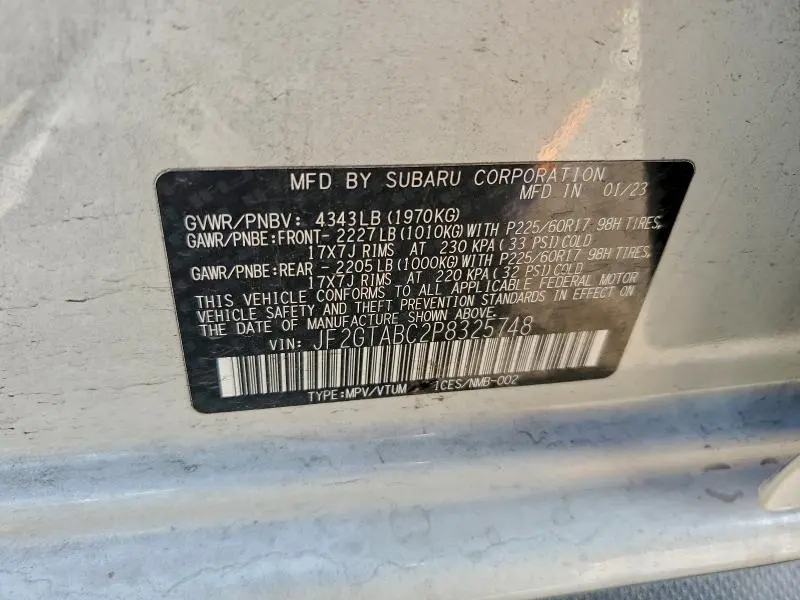 MFD BY SUBARU CORPORATION
MFD IN 01/23
GVWR/PNBV: 4343LB (1970KG)
GAWR/PNBE:FRONT- 2227LB (1010KG)WITH P225/60R17 98H TIRES,
17X7J RIMS AT 230 KPA (33 PSI)COLD
GAWR/PNBE:REAR - 2205LB (1000KG)WITH P225/60R17 98H TIRES,
17X7J RIMS AT 220 KPA (32 PSI)COLD
THIS VEHICLE CONFORMS TO ALL APPLICABLE FEDERAL MOTOR
VEHICLE SAFETY AND THEFT PREVENTION STANDARDS IN EFFECT ON
THE DATE OF MANUFACTURE SHOWN ABOVE.
VIN: JF2GTABC2P8325748
TYPE:MPV/VTUM ICES/NMB-002